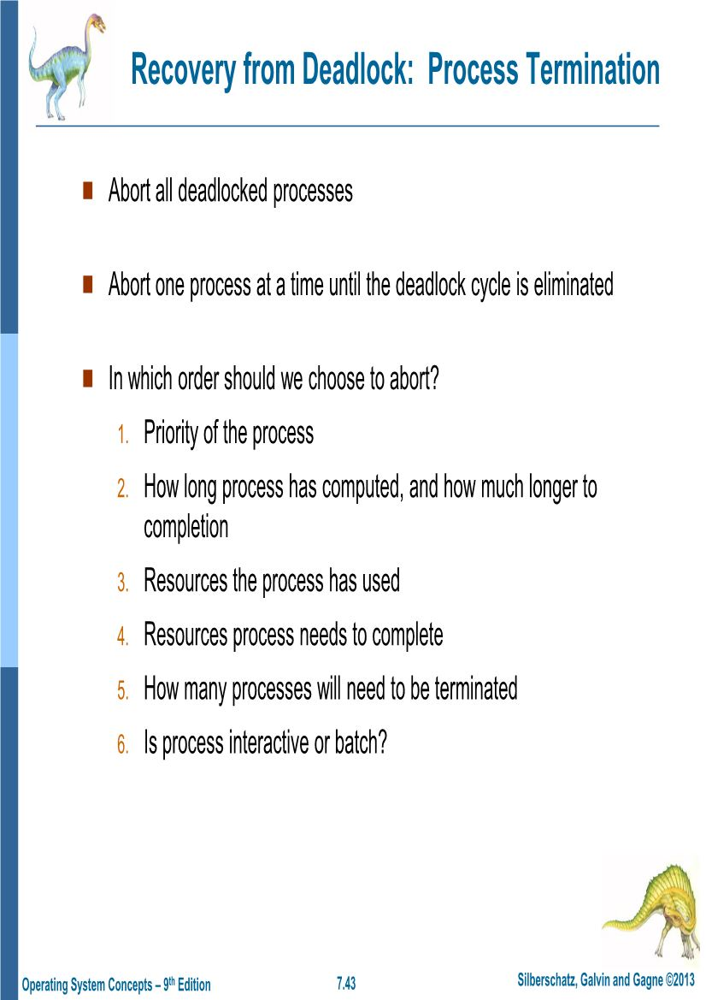 Recovery from Deadlock: Process Termination
Abort all deadlocked processes
Abort one process at a time until the deadlock cycle is eliminated
In which order should we choose to abort?
1. Priority of the process
2. How long process has computed, and how much longer to
completion
3. Resources the process has used
4. Resources process needs to complete
5. How many processes will need to be terminated
6. Is process interactive or batch?
Operating System Concepts – 9th Edition
7.43
Silberschatz, Galvin and Gagne ©2013